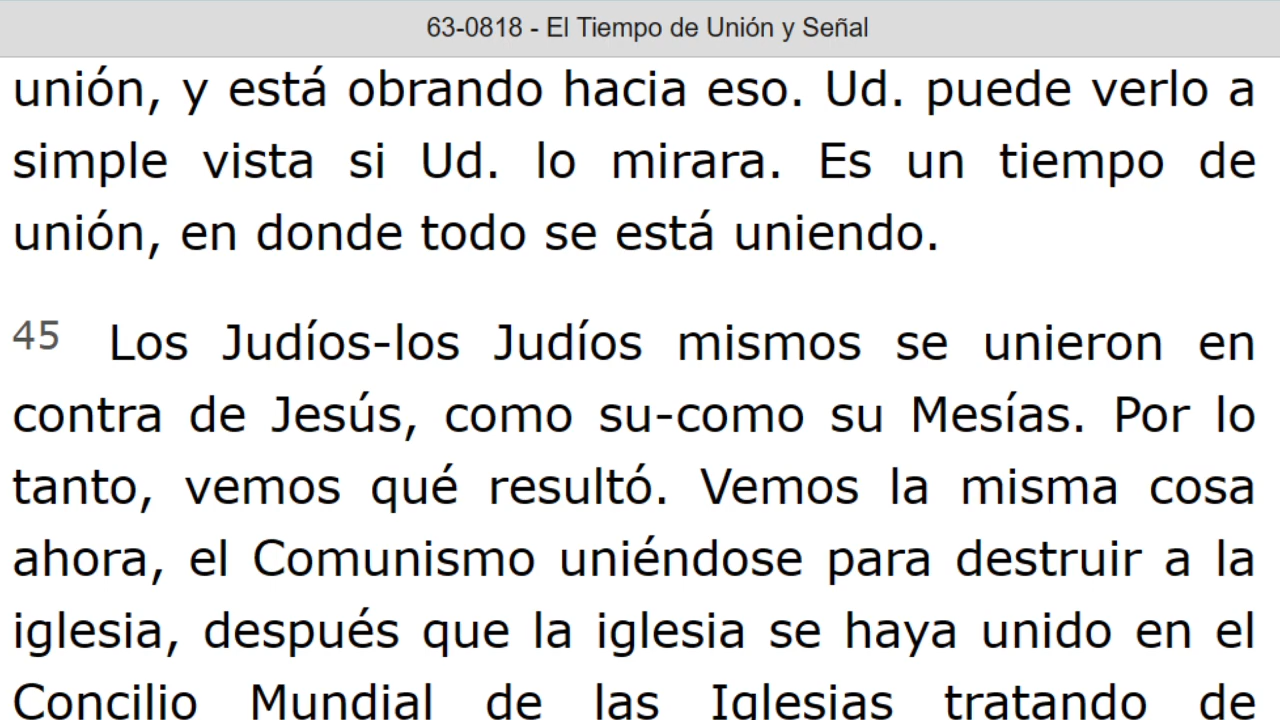 63-0818 - El Tiempo de Unión y Señal
unión, y está obrando hacia eso. Ud. puede verlo a
simple vista si Ud. lo mirara. Es un tiempo de
unión, en donde todo se está uniendo.
45 Los Judíos-los Judíos mismos se unieron en
contra de Jesús, como su-como su Mesías. Por lo
tanto, vemos qué resultó. Vemos la misma cosa
ahora, el Comunismo uniéndose para destruir a la
iglesia, después que la iglesia se haya unido en el
Concilio Mundial de las Iglesias tratando de